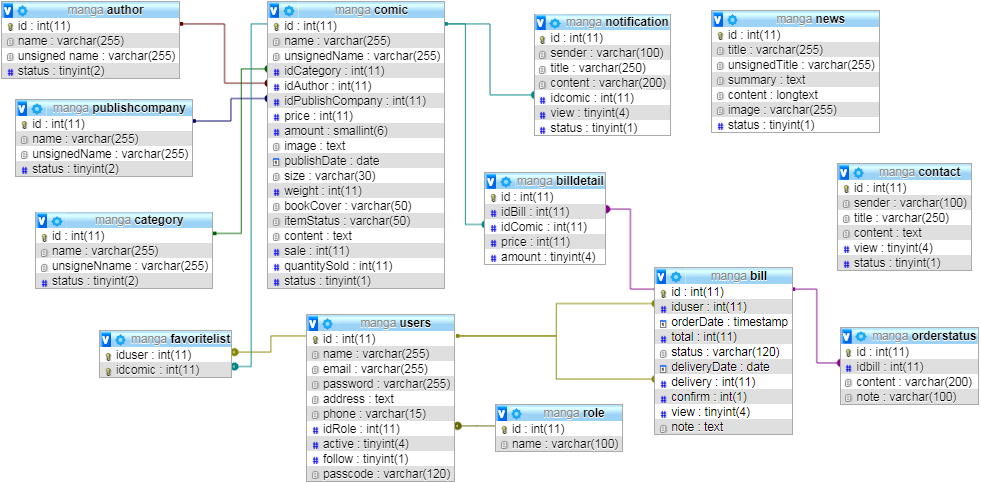 manga author
id : int(11)
name : varchar(255)
unsigned name : varchar(255)
status : tinyint(2)
manga publishcompany
id : int(11)
name : varchar(255)
unsignedName : varchar(255)
status : tinyint(2)
manga category
id : int(11)
name : varchar(255)
unsigneNname : varchar(255)
status : tinyint(2)
manga favoritelist
iduser : int(11)
idcomic : int(11)
manga comic
id : int(11)
name : varchar(255)
unsignedName : varchar(255)
idCategory : int(11)
idAuthor : int(11)
idPublishCompany : int(11)
price : int(11)
amount : smallint(6)
image : text
publishDate : date
size : varchar(30)
weight : int(11)
bookCover : varchar(50)
itemStatus : varchar(50)
content : text
sale : int(11)
quantitySold : int(11)
status : tinyint(1)
manga users
id : int(11)
name : varchar(255)
email : varchar(255)
password : varchar(255)
address : text
phone : varchar(15)
idRole : int(11)
active : tinyint(4)
follow : tinyint(1)
passcode : varchar(120)
manga notification
id : int(11)
sender : varchar(100)
title : varchar(250)
content : varchar(200)
idcomic : int(11)
view : tinyint(4)
status : tinyint(1)
manga billdetail
id : int(11)
idBill : int(11)
idComic : int(11)
price : int(11)
amount : tinyint(4)
manga role
id : int(11)
name : varchar(100)
manga news
id : int(11)
title : varchar(255)
unsignedTitle : varchar(255)
summary : text
content : longtext
image : varchar(255)
status : tinyint(1)
manga bill
id : int(11)
iduser : int(11)
orderDate : timestamp
total : int(11)
status : varchar(120)
deliveryDate : date
delivery : int(11)
confirm : int(1)
view : tinyint(4)
note : text
manga contact
id : int(11)
sender : varchar(100)
title : varchar(250)
content : text
view : tinyint(4)
status : tinyint(1)
manga orderstatus
id : int(11)
idbill : int(11)
content : varchar(200)
note : varchar(100)